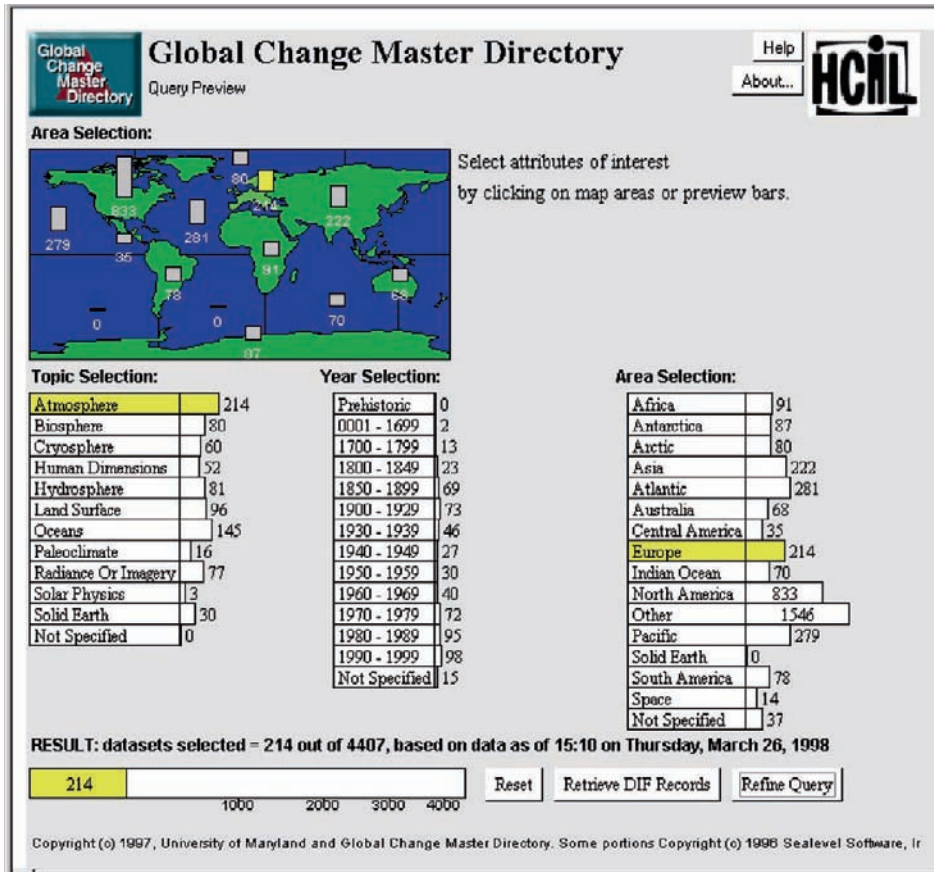 Global
Change
Master
Directory
Global Change Master Directory
Query Preview
Help
About...
HCIL
Area Selection:
Select attributes of interest
by clicking on map areas or preview bars.
80
833
214
222
279
281
35
91
78
68
0
0
70
87
Topic Selection:
Atmosphere 214
Biosphere 80
Cryosphere 60
Human Dimensions 52
Hydrosphere 81
Land Surface 96
Oceans 145
Paleoclimate 16
Radiance Or Imagery 77
Solar Physics 3
Solid Earth 30
Not Specified 0
Year Selection:
Prehistoric 0
0001 - 1699 2
1700 - 1799 13
1800 - 1849 23
1850 - 1899 69
1900 - 1929 73
1930 - 1939 46
1940 - 1949 27
1950 - 1959 30
1960 - 1969 40
1970 - 1979 72
1980 - 1989 95
1990 - 1999 98
Not Specified 15
Area Selection:
Africa 91
Antarctica 87
Arctic 80
Asia 222
Atlantic 281
Australia 68
Central America 35
Europe 214
Indian Ocean 70
North America 833
Other 1546
Pacific 279
Solid Earth 0
South America 78
Space 14
Not Specified 37
RESULT: datasets selected = 214 out of 4407, based on data as of 15:10 on Thursday, March 26, 1998
214
1000 2000 3000 4000
Reset
Retrieve DIF Records
Refine Query
Copyright (c) 1997, University of Maryland and Global Change Master Directory. Some portions Copyright (c) 1996 Sealevel Software, Ir